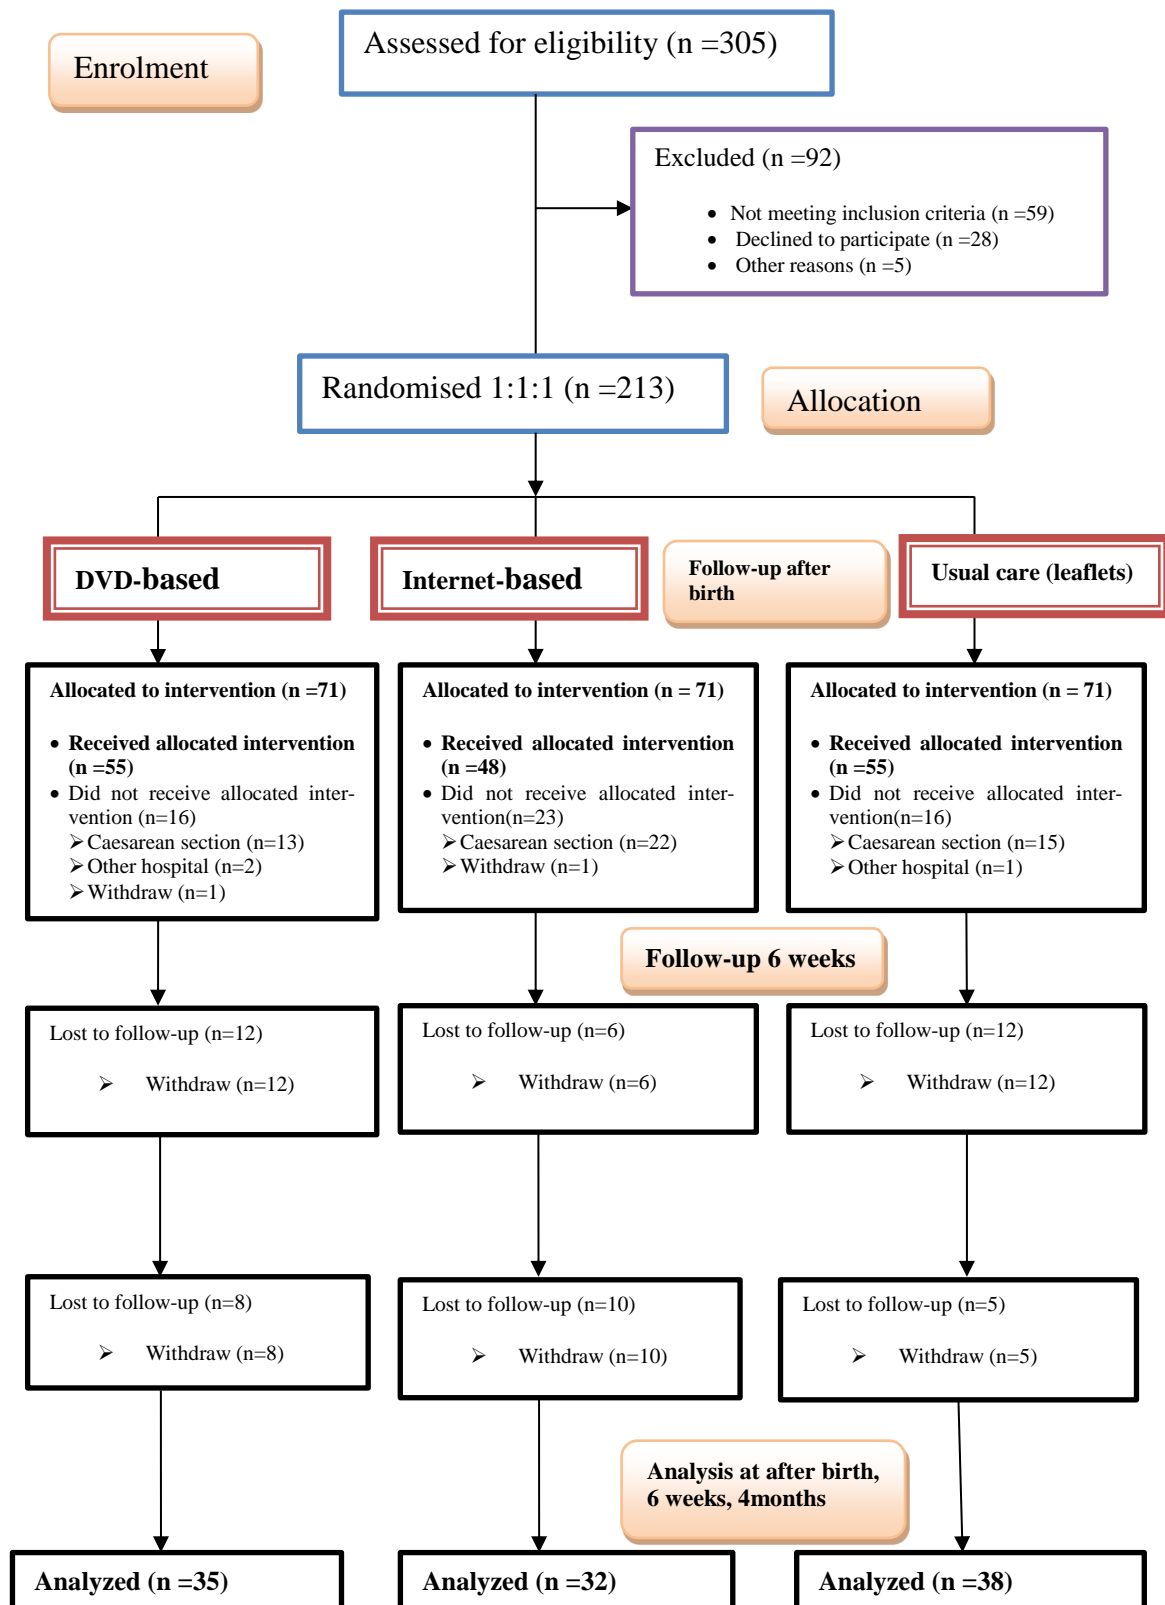 Enrolment
Assessed for eligibility (n =305)
Excluded (n =92)
• Not meeting inclusion criteria (n =59)
• Declined to participate (n =28)
• Other reasons (n =5)
Randomised 1:1:1 (n =213)
Allocation
DVD-based
Internet-based
Follow-up after
birth
Usual care (leaflets)
Allocated to intervention (n =71)
• Received allocated intervention
(n =55)
• Did not receive allocated inter-
vention (n=16)
➢ Caesarean section (n=13)
➢ Other hospital (n=2)
➢ Withdraw (n=1)
Allocated to intervention (n = 71)
• Received allocated intervention
(n =48)
• Did not receive allocated inter-
vention(n=23)
➢ Caesarean section (n=22)
➢ Withdraw (n=1)
Allocated to intervention (n = 71)
• Received allocated intervention
(n =55)
• Did not receive allocated inter-
vention(n=16)
➢ Caesarean section (n=15)
➢ Other hospital (n=1)
Follow-up 6 weeks
Lost to follow-up (n=12)
➢ Withdraw (n=12)
Lost to follow-up (n=6)
➢ Withdraw (n=6)
Lost to follow-up (n=12)
➢ Withdraw (n=12)
Lost to follow-up (n=8)
➢ Withdraw (n=8)
Lost to follow-up (n=10)
➢ Withdraw (n=10)
Lost to follow-up (n=5)
➢ Withdraw (n=5)
Analysis at after birth,
6 weeks, 4months
Analyzed (n =35)
Analyzed (n =32)
Analyzed (n =38)